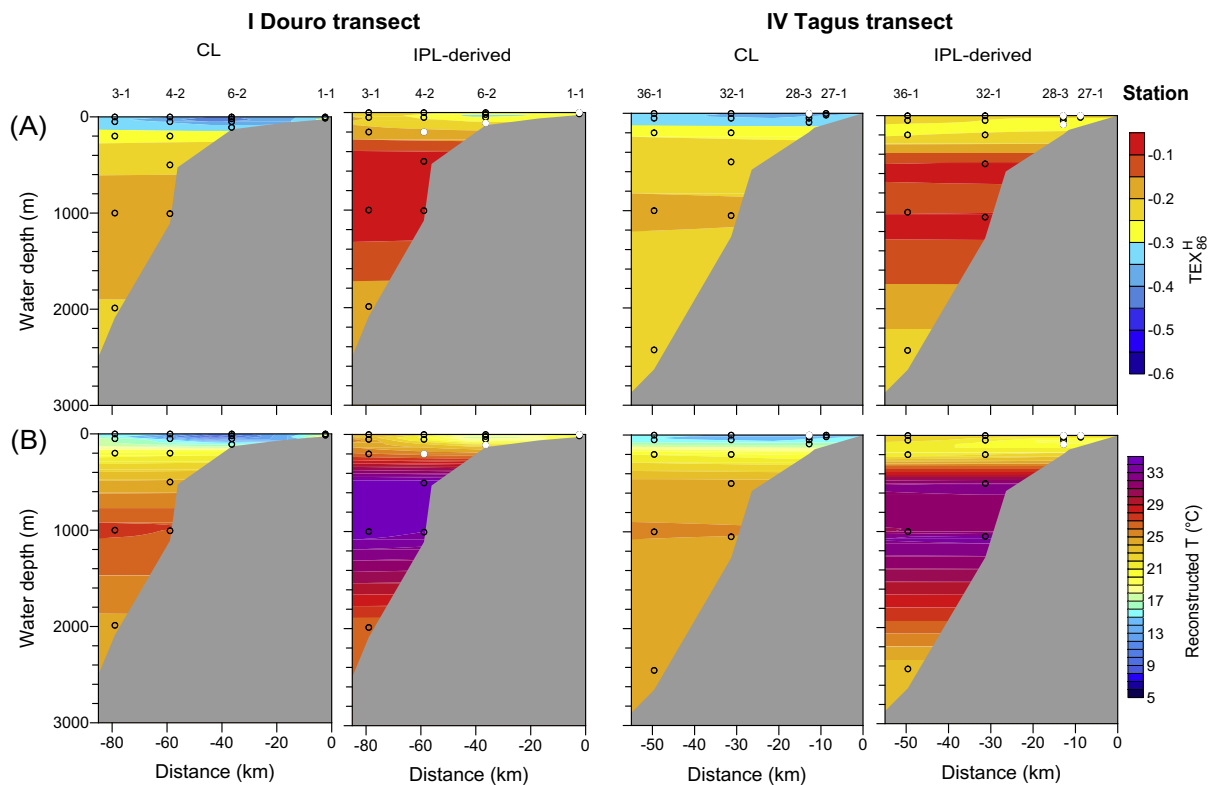 I Douro transect
IV Tagus transect
CL
IPL-derived
CL
IPL-derived
3-1 4-2 6-2 1-1
3-1 4-2 6-2 1-1
36-1 32-1 28-3 27-1
36-1 32-1 28-3 27-1
Station
(A)
Water depth (m)
0
1000
2000
3000
-0.1
-0.2
-0.3
-0.4
-0.5
-0.6
TEX86H
(B)
Water depth (m)
0
1000
2000
3000
33
29
25
21
17
13
9
5
Reconstructed T (°C)
-80 -60 -40 -20 0
-80 -60 -40 -20 0
-50 -40 -30 -20 -10 0
-50 -40 -30 -20 -10 0
Distance (km)
Distance (km)
Distance (km)
Distance (km)